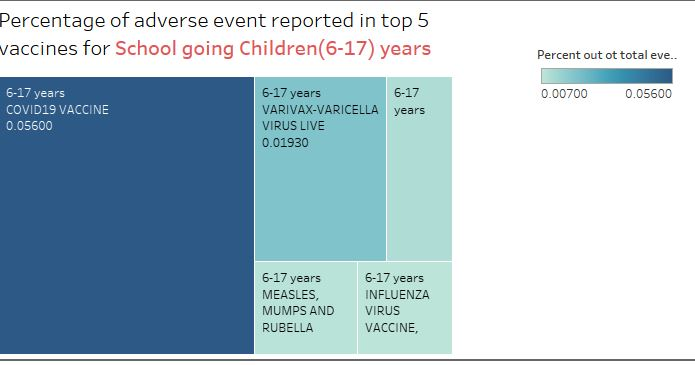 Percentage of adverse event reported in top 5
vaccines for School going Children(6-17) years
Percent out ot total eve..
0.00700 0.05600
6-17 years
COVID19 VACCINE
0.05600
6-17 years
VARIVAX-VARICELLA
VIRUS LIVE
0.01930
6-17
years
6-17 years
MEASLES,
MUMPS AND
RUBELLA
6-17 years
INFLUENZA
VIRUS
VACCINE,